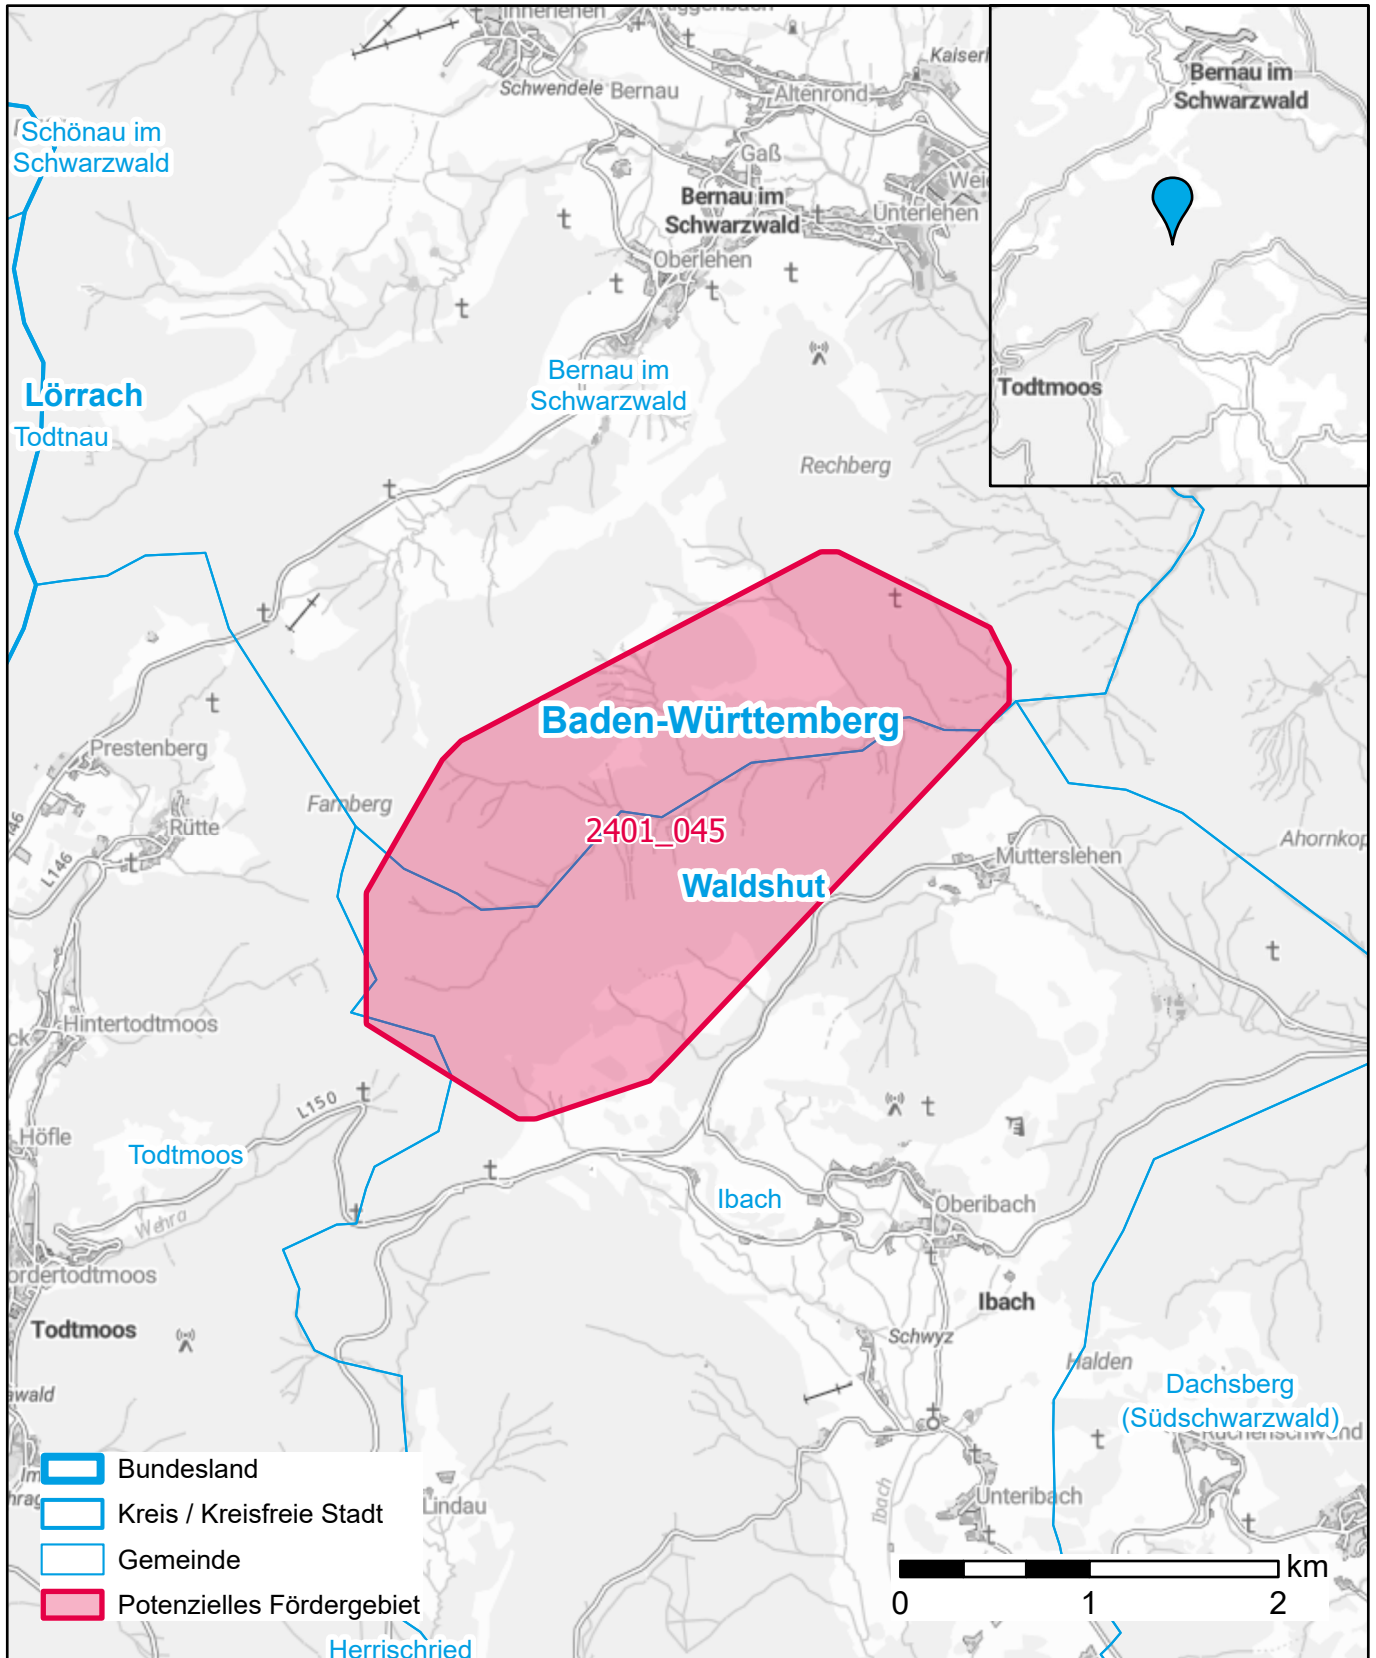 Innerlehen
Riggenbach
Schwendele
Bernau
Altenrond
Gaß
Bernau im
Schwarzwald
Unterlehen
Oberlehen
Bernau im
Schwarzwald
Todtmoos
Schönau im
Schwarzwald
Lörrach
Todtnau
Bernau im
Schwarzwald
Rechberg
Baden-Württemberg
2401_045
Waldshut
Prestenberg
Farnberg
Rütte
L146
Mutterslehen
Hintertodtmoos
L150
Höfle
Todtmoos
Wehra
Ibach
Oberibach
Todtmoos
Ibach
Schwyz
Halden
Dachsberg
(Südschwarzwald)
Lindau
Ibach
Unteribach
Bundesland
Kreis / Kreisfreie Stadt
Gemeinde
Potenzielles Fördergebiet
km
0 1 2
Herrischried